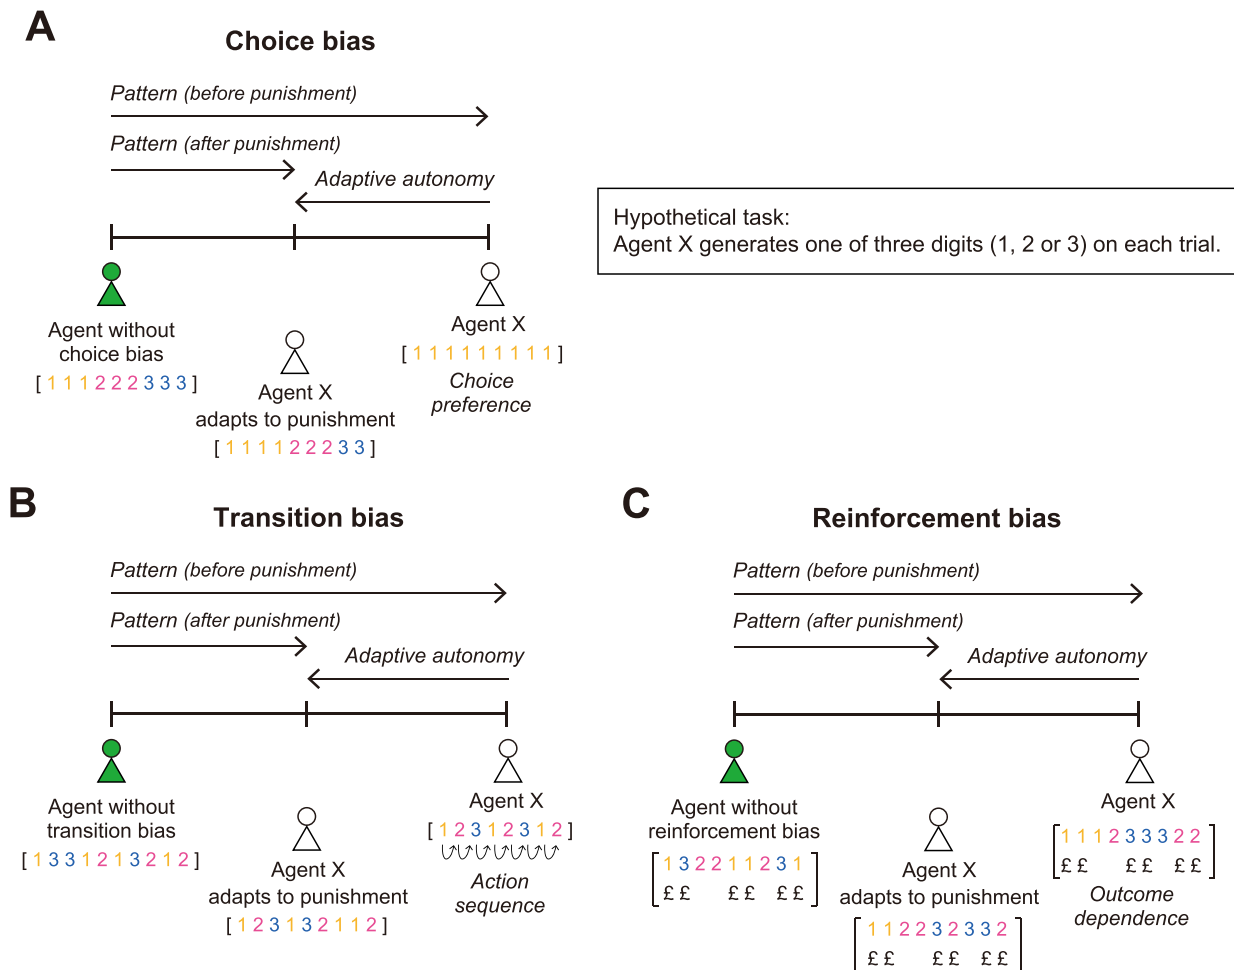 A
Choice bias
Pattern (before punishment)
Pattern (after punishment)
Adaptive autonomy
Agent without
choice bias
[ 1 1 1 2 2 2 3 3 3 ]
Agent X
adapts to punishment
[ 1 1 1 1 2 2 2 3 3 ]
Agent X
[ 1 1 1 1 1 1 1 1 1 ]
Choice
preference
Hypothetical task:
Agent X generates one of three digits (1, 2 or 3) on each trial.
B
Transition bias
Pattern (before punishment)
Pattern (after punishment)
Adaptive autonomy
Agent without
transition bias
[ 1 3 3 1 2 1 3 2 1 2 ]
Agent X
adapts to punishment
[ 1 2 3 1 3 2 1 1 2 ]
Agent X
[ 1 2 3 1 2 3 1 2 ]
Action
sequence
C
Reinforcement bias
Pattern (before punishment)
Pattern (after punishment)
Adaptive autonomy
Agent without
reinforcement bias
[ 1 3 2 2 1 1 2 3 1 ]
£ £ £ £ £ £
Agent X
adapts to punishment
[ 1 1 2 2 3 2 3 3 2 ]
£ £ £ £ £ £
Agent X
[ 1 1 1 2 3 3 3 2 2 ]
£ £ £ £ £ £
Outcome
dependence